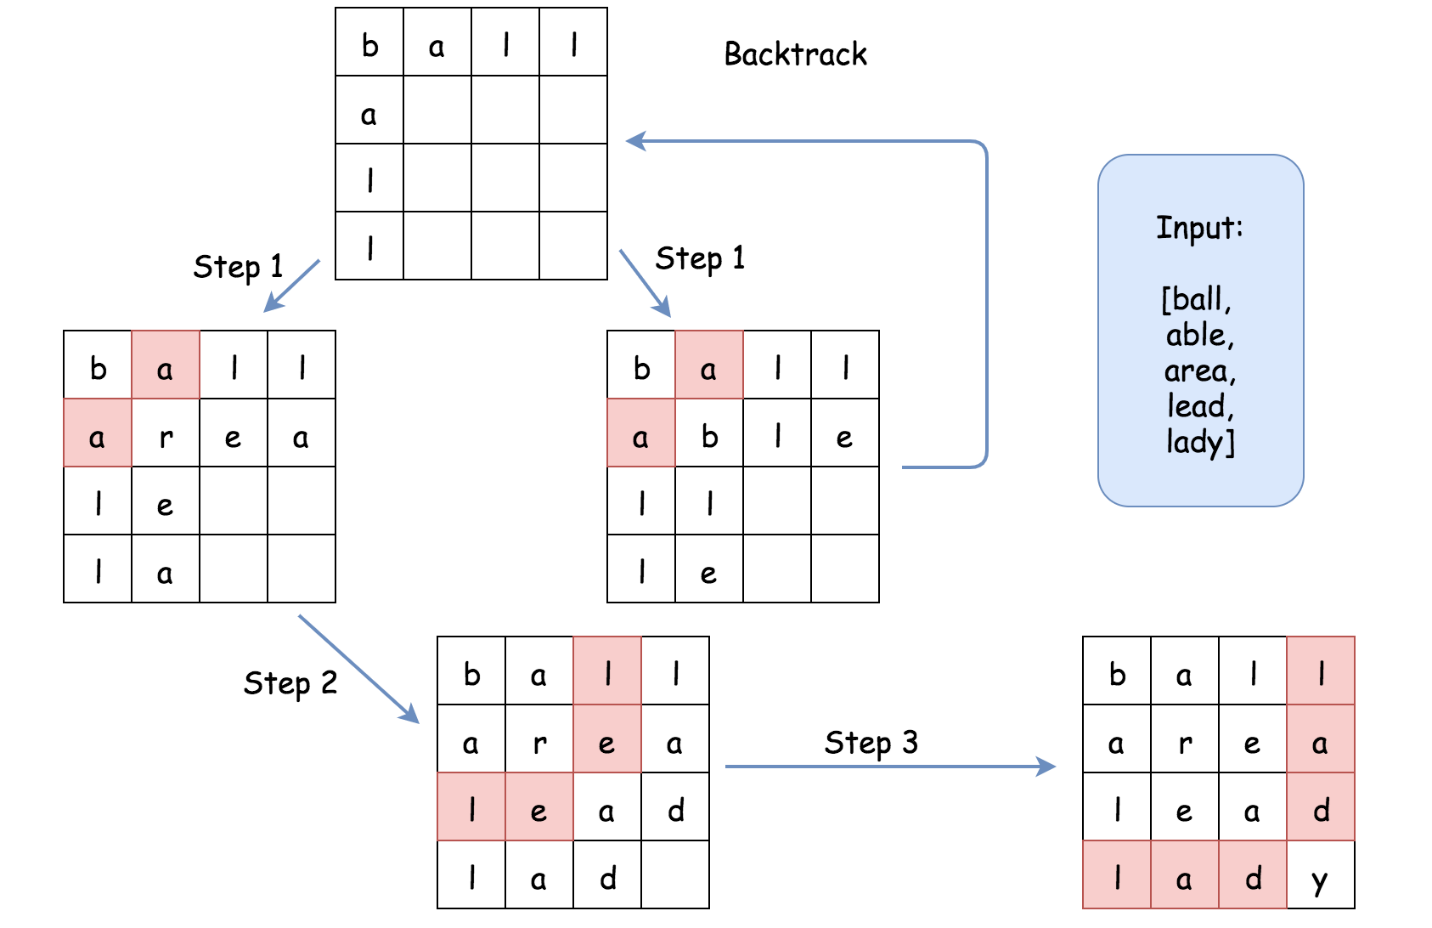 b a l l
a
l
l
Backtrack
Step 1
Step 1
Input:
[ball,
able,
area,
lead,
lady]
b a l l
a r e a
l e
l a
b a l l
a b l e
l l
l e
Step 2
b a l l
a r e a
l e a d
l a d
Step 3
b a l l
a r e a
l e a d
l a d y